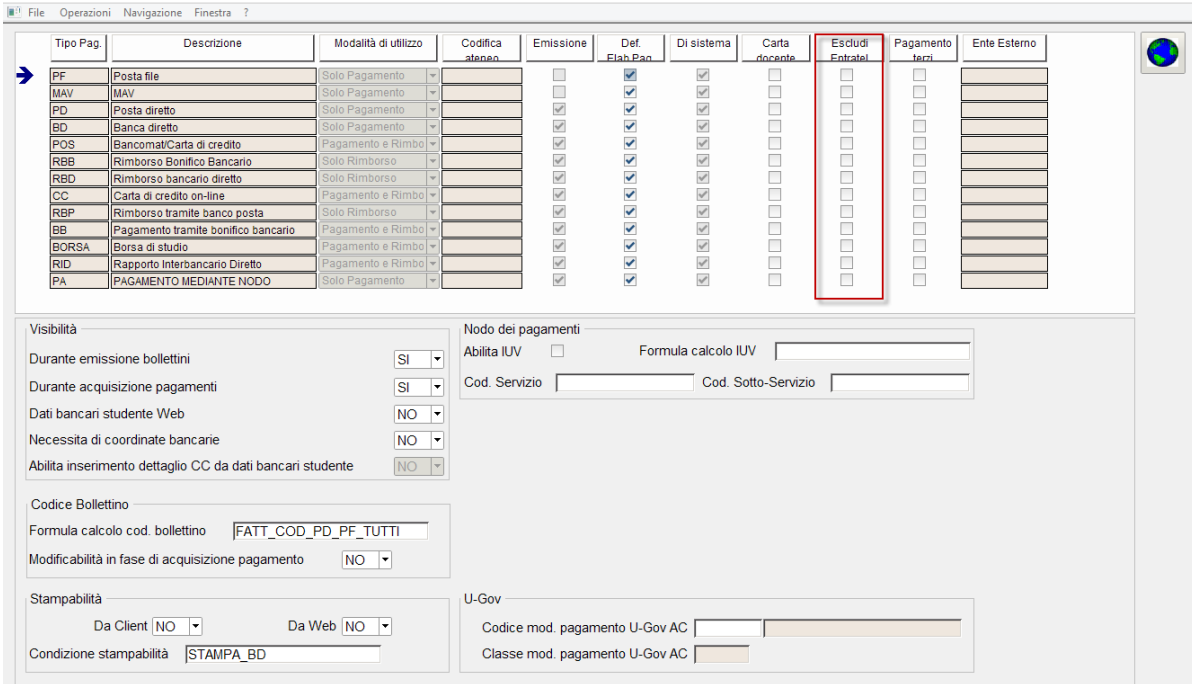 File Operazioni Navigazione Finestra ?
Tipo Pag. Descrizione Modalità di utilizzo Codifica ateneo Emissione Def. Elab.Pag. Di sistema Carta docente Escludi Entratel Pagamento terzi Ente Esterno
PF Posta file Solo Pagamento
MAV MAV Solo Pagamento
PD Posta diretto Solo Pagamento
BD Banca diretto Solo Pagamento
POS Bancomat/Carta di credito Pagamento e Rimbo
RBB Rimborso Bonifico Bancario Solo Rimborso
RBD Rimborso bancario diretto Solo Rimborso
CC Carta di credito on-line Pagamento e Rimbo
RBP Rimborso tramite banco posta Solo Rimborso
BB Pagamento tramite bonifico bancario Pagamento e Rimbo
BORSA Borsa di studio Pagamento e Rimbo
RID Rapporto Interbancario Diretto Pagamento e Rimbo
PA PAGAMENTO MEDIANTE NODO Solo Pagamento
Visibilità
Durante emissione bollettini SI
Durante acquisizione pagamenti SI
Dati bancari studente Web NO
Necessita di coordinate bancarie NO
Abilita inserimento dettaglio CC da dati bancari studente NO
Nodo dei pagamenti
Abilita IUV Formula calcolo IUV
Cod. Servizio Cod. Sotto-Servizio
Codice Bollettino
Formula calcolo cod. bollettino FATT_COD_PD_PF_TUTTI
Modificabilità in fase di acquisizione pagamento NO
Stampabilità
Da Client NO Da Web NO
Condizione stampabilità STAMPA_BD
U-Gov
Codice mod. pagamento U-Gov AC
Classe mod. pagamento U-Gov AC